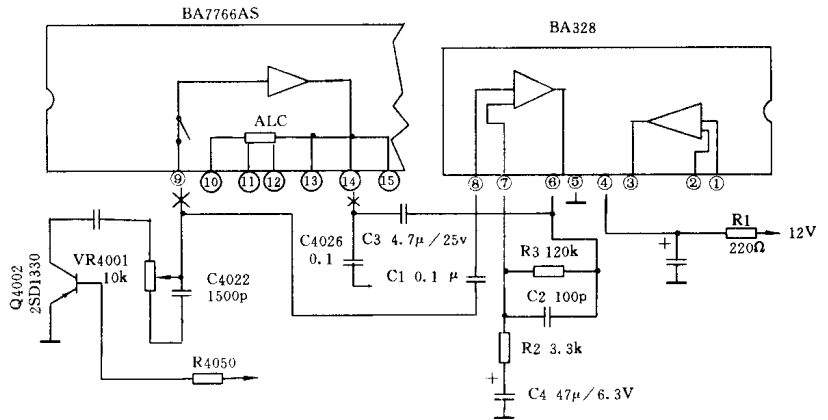 BA7766AS
BA328
ALC
⑨ ⑩ ⑪ ⑫ ⑬ ⑭ ⑮
⑧ ⑦ ⑥ ⑤ ④ ③ ② ①
Q4002
2SD1330
VR4001
10k
C4022
1500p
R4050
C4026
0.1
C3 4.7μ/25v
C1 0.1 μ
R3 120k
C2 100p
R2 3.3k
+
C4 47μ/6.3V
+
R1
220Ω
12V